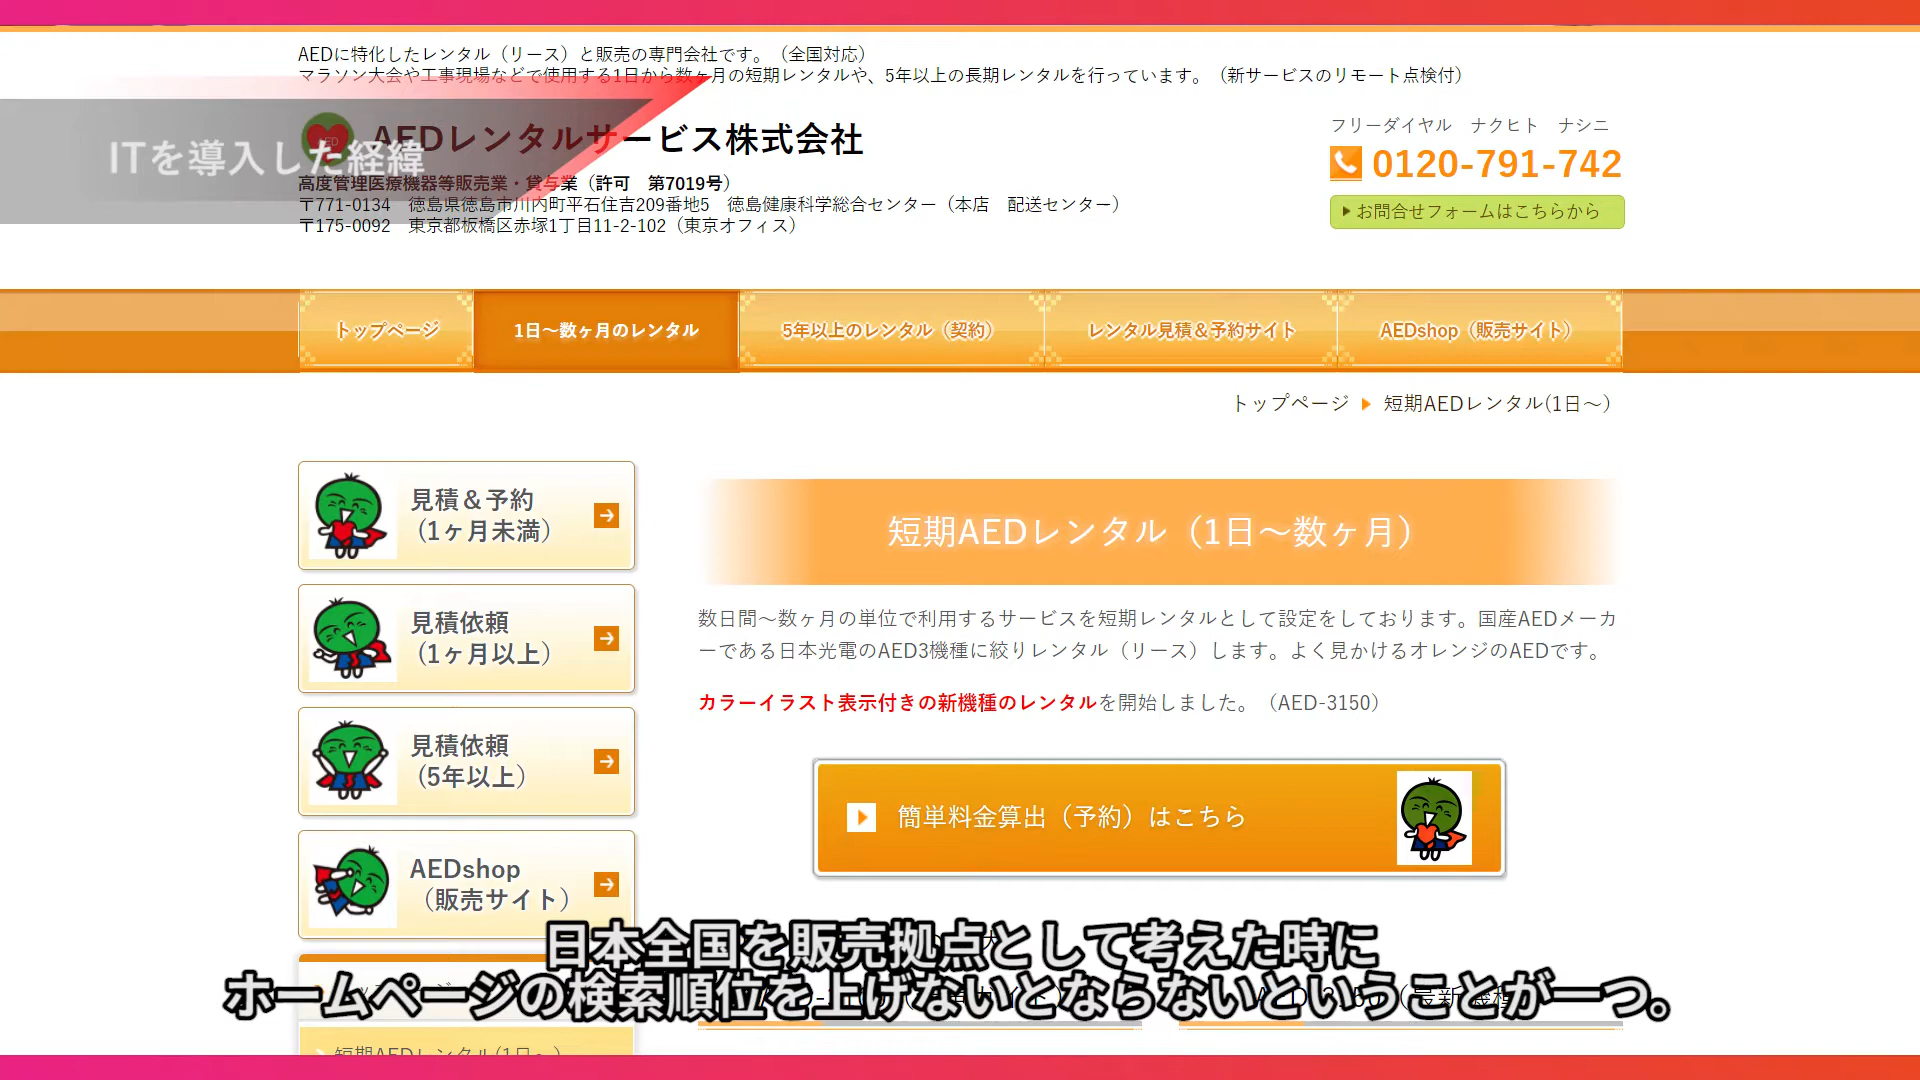 AEDに特化したレンタル（リース）と販売の専門会社です。（全国対応）
マラソン大会や工事現場などで使用する1日から数ヶ月の短期レンタルや、5年以上の長期レンタルを行っています。（新サービスのリモート点検付）
ITを導入した経緯
AEDレンタルサービス株式会社
高度管理医療機器等販売業・貸与業（許可　第7019号）
〒771-0134　徳島県徳島市川内町平石住吉209番地5　徳島健康科学総合センター（本店　配送センター）
〒175-0092　東京都板橋区赤塚1丁目11-2-102（東京オフィス）
フリーダイヤル　ナクヒト　ナシニ
0120-791-742
お問合せフォームはこちらから
トップページ
1日～数ヶ月のレンタル
5年以上のレンタル（契約）
レンタル見積＆予約サイト
AEDshop（販売サイト）
トップページ
短期AEDレンタル(1日～)
見積＆予約
（1ヶ月未満）
見積依頼
（1ヶ月以上）
見積依頼
（5年以上）
AEDshop
（販売サイト）
短期AEDレンタル（1日～数ヶ月）
数日間～数ヶ月の単位で利用するサービスを短期レンタルとして設定をしております。国産AEDメーカ
ーである日本光電のAED3機種に絞りレンタル（リース）します。よく見かけるオレンジのAEDです。
カラーイラスト表示付きの新機種のレンタルを開始しました。（AED-3150）
簡単料金算出（予約）はこちら
日本全国を販売拠点として考えた時に
ホームページの検索順位を上げないとならないということが一つ。
短期AEDレンタル(1日～)